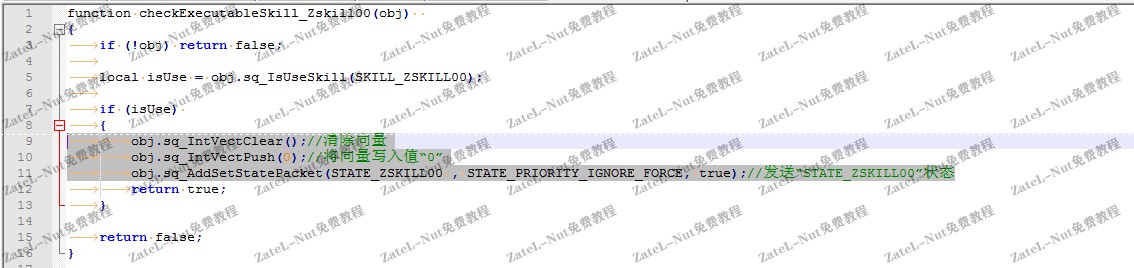 1 function checkExecutableSkill_Zskill00(obj)
2 {
3 if (!obj) return false;
4
5 local isUse = obj.sq_IsUseSkill(SKILL_ZSKILL00);
6
7 if (isUse)
8 {
9 obj.sq_IntVectClear();//清除向量
10 obj.sq_IntVectPush(0);//将向量写入值“0”
11 obj.sq_AddSetStatePacket(STATE_ZSKILL00 , STATE_PRIORITY_IGNORE_FORCE, true);//发送“STATE_ZSKILL00”状态
12 return true;
13 }
14
15 return false;
16 }
17
ZateL-Nut免费教程